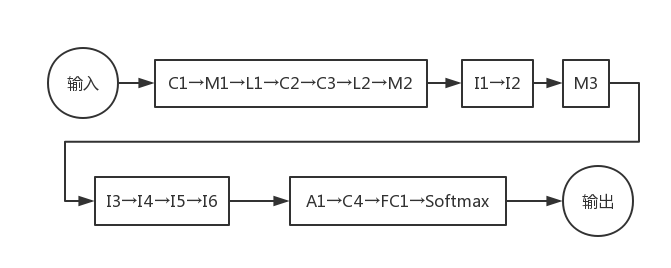 输入
C1→M1→L1→C2→C3→L2→M2
I1→I2
M3
I3→I4→I5→I6
A1→C4→FC1→Softmax
输出